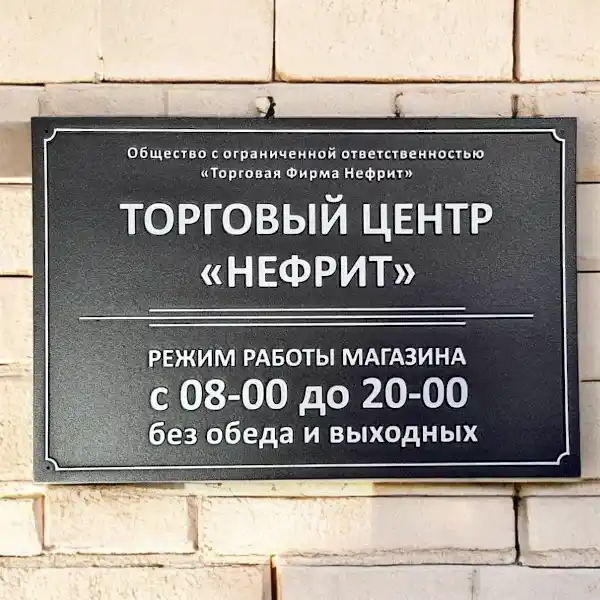 Общество с ограниченной ответственностью
«Торговая Фирма Нефрит»
ТОРГОВЫЙ ЦЕНТР
«НЕФРИТ»
РЕЖИМ РАБОТЫ МАГАЗИНА
с 08-00 до 20-00
без обеда и выходных